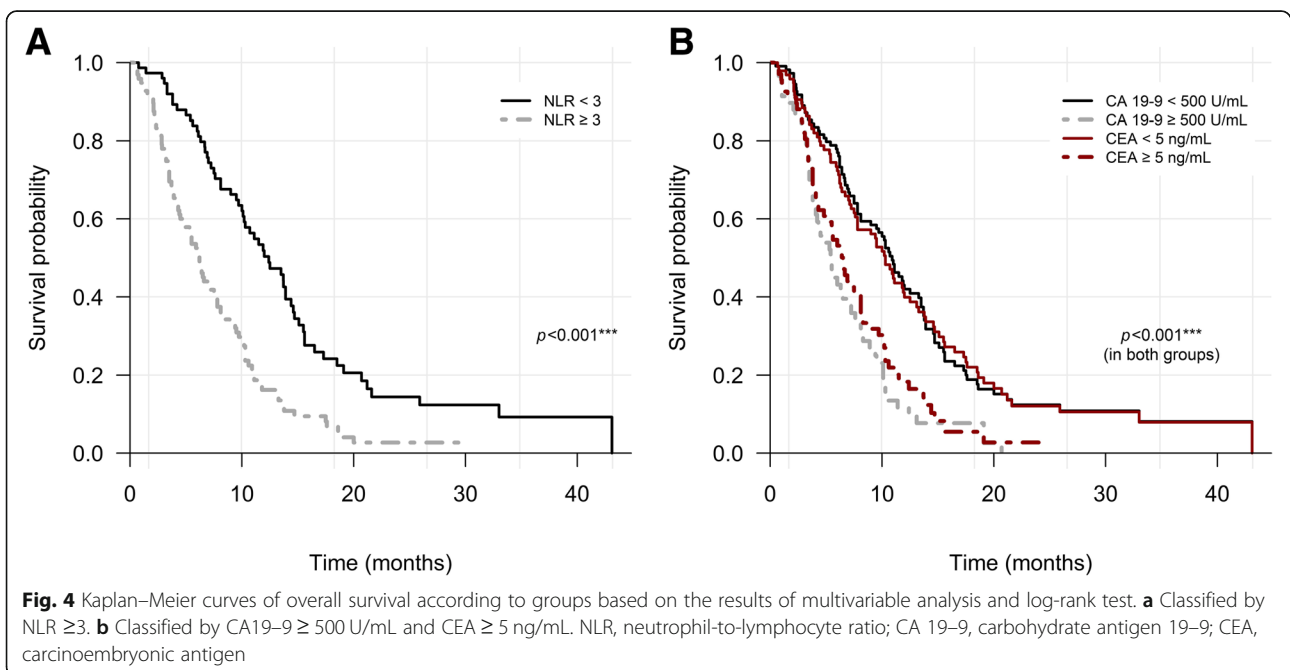 A
1.0
0.8
0.6
0.4
0.2
0.0
Survival probability
NLR < 3
NLR ≥ 3
p<0.001***
0 10 20 30 40
Time (months)
B
1.0
0.8
0.6
0.4
0.2
0.0
Survival probability
CA 19-9 < 500 U/mL
CA 19-9 ≥ 500 U/mL
CEA < 5 ng/mL
CEA ≥ 5 ng/mL
p<0.001***
(in both groups)
0 10 20 30 40
Time (months)
Fig. 4 Kaplan–Meier curves of overall survival according to groups based on the results of multivariable analysis and log-rank test. a Classified by
NLR ≥3. b Classified by CA19–9 ≥ 500 U/mL and CEA ≥ 5 ng/mL. NLR, neutrophil-to-lymphocyte ratio; CA 19–9, carbohydrate antigen 19–9; CEA,
carcinoembryonic antigen